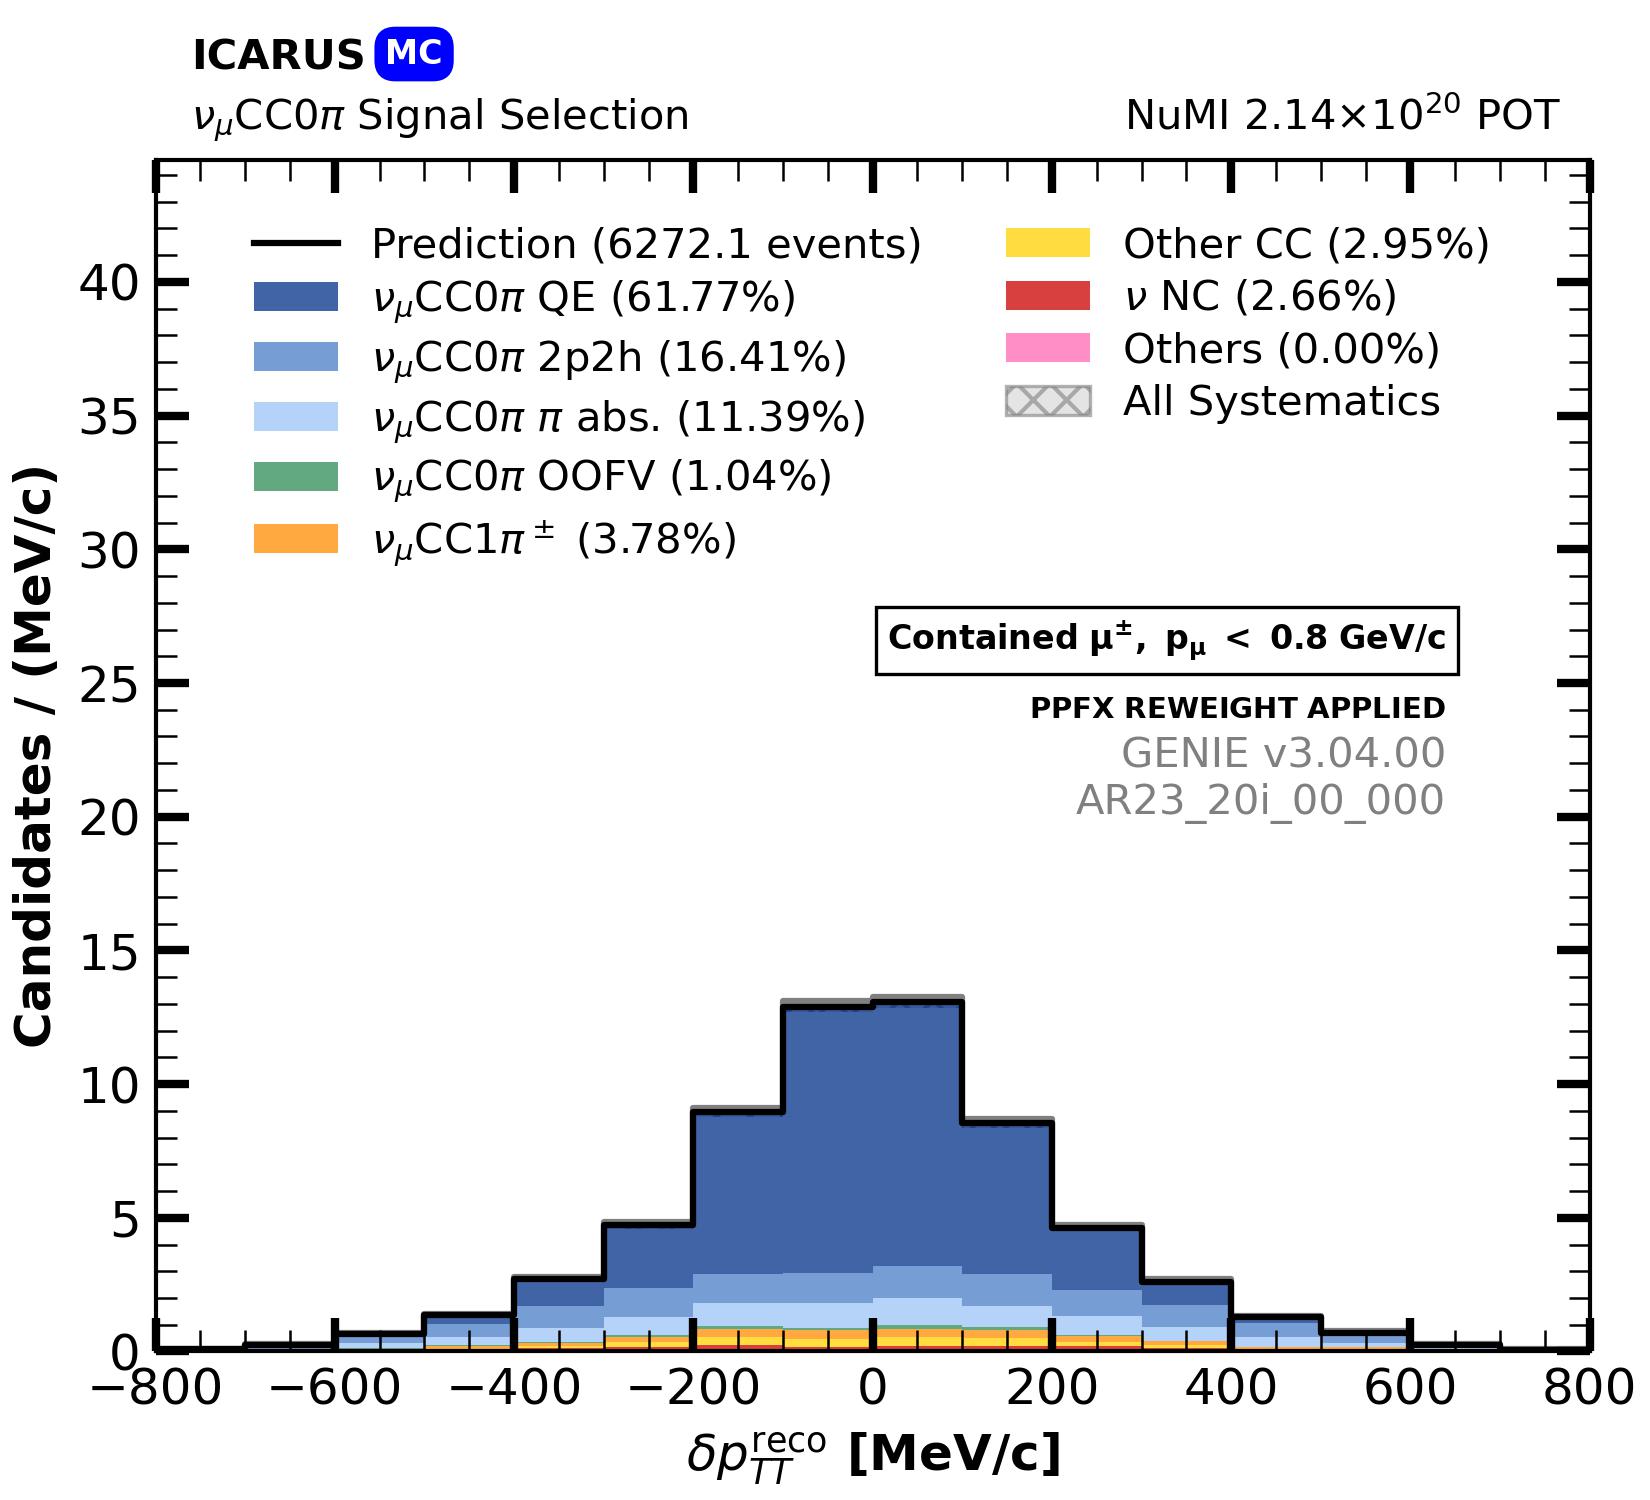 ICARUS MC
νμCC0π Signal Selection
NuMI 2.14×10²⁰ POT
Prediction (6272.1 events)
νμCC0π QE (61.77%)
νμCC0π 2p2h (16.41%)
νμCC0π π abs. (11.39%)
νμCC0π OOFV (1.04%)
νμCC1π± (3.78%)
Other CC (2.95%)
ν NC (2.66%)
Others (0.00%)
All Systematics
Contained μ±, pμ < 0.8 GeV/c
PPFX REWEIGHT APPLIED
GENIE v3.04.00
AR23_20i_00_000
Candidates / (MeV/c)
40
35
30
25
20
15
10
5
0
−800 −600 −400 −200 0 200 400 600 800
δp_TT^reco [MeV/c]